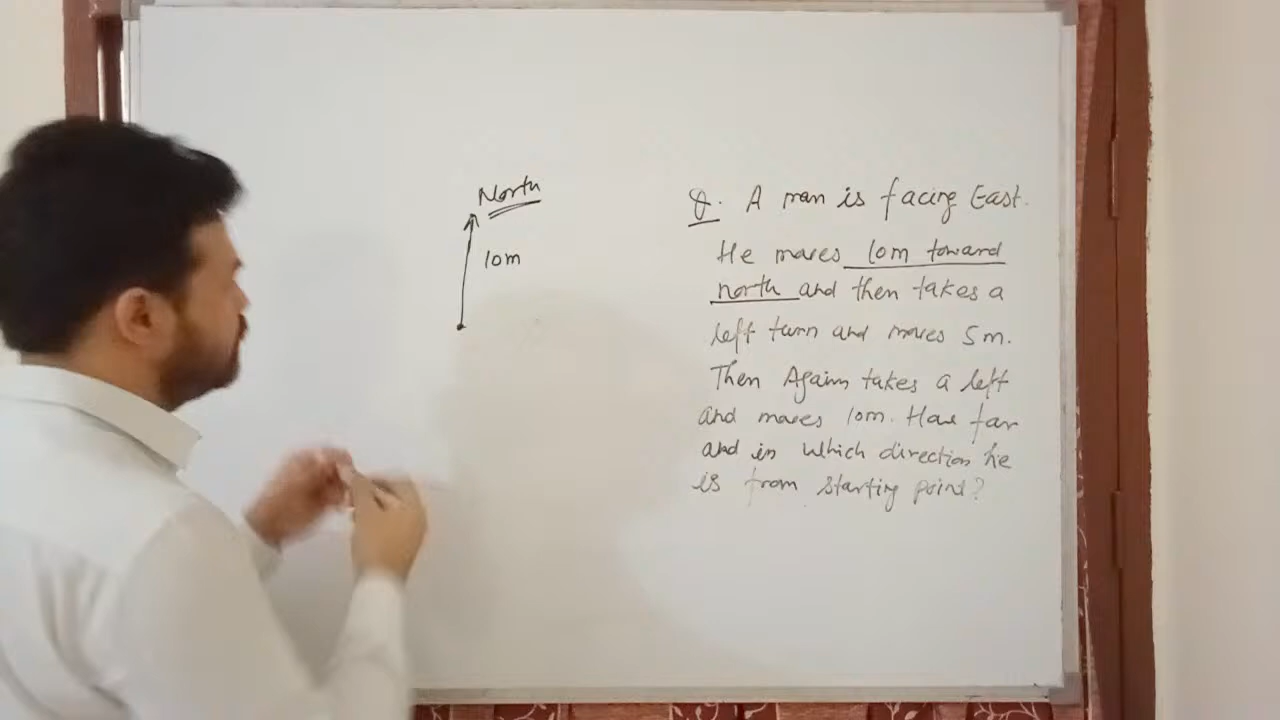 North
10m
Q. A man is facing East.
He moves 10m toward
north and then takes a
left turn and moves 5m.
Then Again takes a left
and moves 10m. How far
and in which direction he
is from starting point?